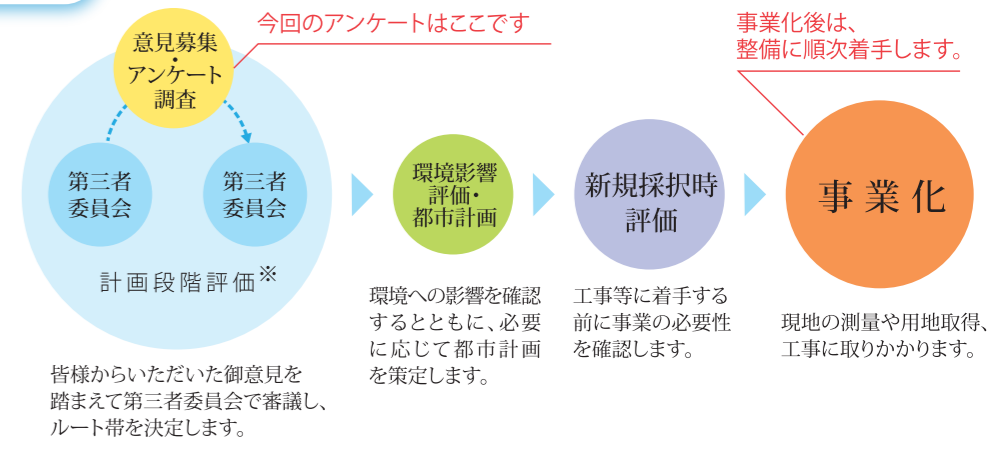 今回のアンケートはここです
意見募集
・
アンケート
調査
第三者
委員会
第三者
委員会
計画段階評価※
皆様からいただいた御意見を
踏まえて第三者委員会で審議し、
ルート帯を決定します。
環境影響
評価・
都市計画
環境への影響を確認
するとともに、必要
に応じて都市計画
を策定します。
新規採択時
評価
工事等に着手する
前に事業の必要性
を確認します。
事業化後は、
整備に順次着手します。
事業化
現地の測量や用地取得、
工事に取りかかります。